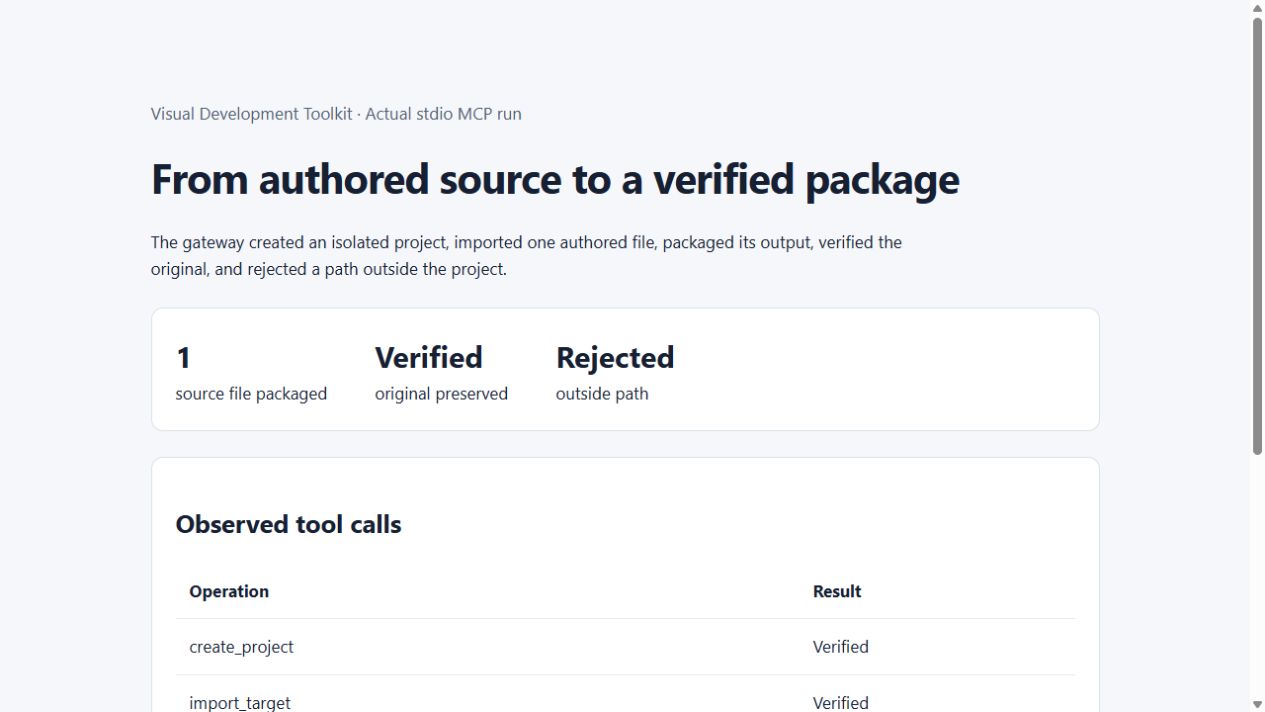 Visual Development Toolkit · Actual stdio MCP run
From authored source to a verified package
The gateway created an isolated project, imported one authored file, packaged its output, verified the
original, and rejected a path outside the project.
1 Verified Rejected
source file packaged original preserved outside path
Observed tool calls
Operation Result
create_project Verified
import_target Verified